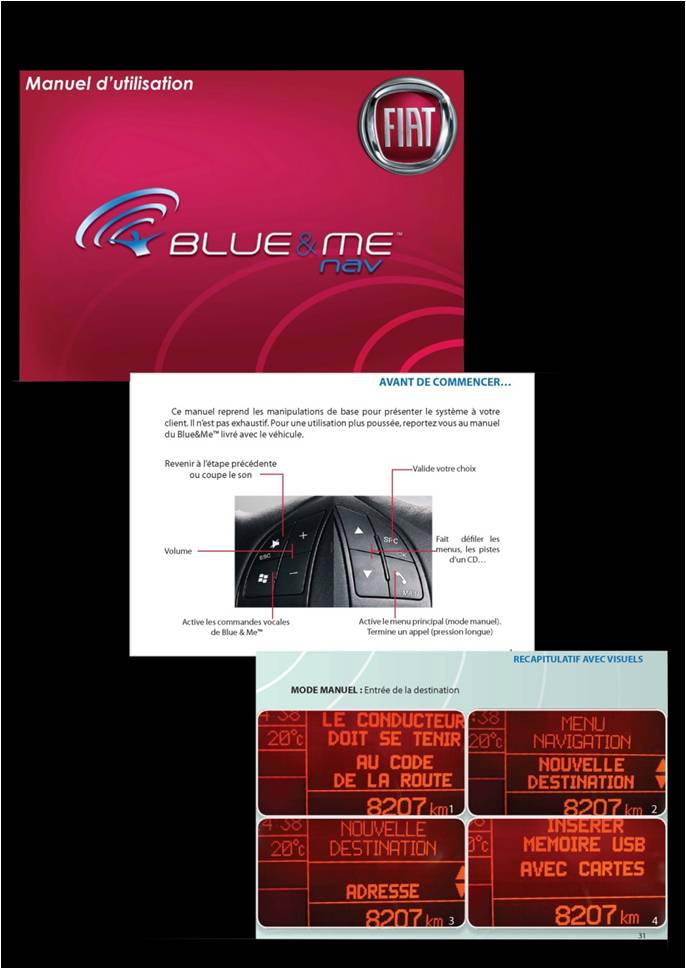 Manuel d'utilisation
FIAT
BLUE&ME™
nav
AVANT DE COMMENCER…
Ce manuel reprend les manipulations de base pour présenter le système à votre
client. Il n'est pas exhaustif. Pour une utilisation plus poussée, reportez vous au manuel
du Blue&Me™ livré avec le véhicule.
Revenir à l'étape précédente
ou coupe le son
Valide votre choix
Volume
ESC
+
−
SRC
OK
MAIN
Fait défiler les
menus, les pistes
d'un CD…
Active les commandes vocales
de Blue & Me™
Active le menu principal (mode manuel).
Termine un appel (pression longue)
RECAPITULATIF AVEC VISUELS
MODE MANUEL : Entrée de la destination
4:38
20°c
LE CONDUCTEUR
DOIT SE TENIR
AU CODE
DE LA ROUTE
8207 km
1
:38
20°c
MENU
NAVIGATION
NOUVELLE
DESTINATION
8207 km
2
4:38
20°c
NOUVELLE
DESTINATION
ADRESSE
8207 km
3
°c
INSERER
MEMOIRE USB
AVEC CARTES
8207 km
4
31